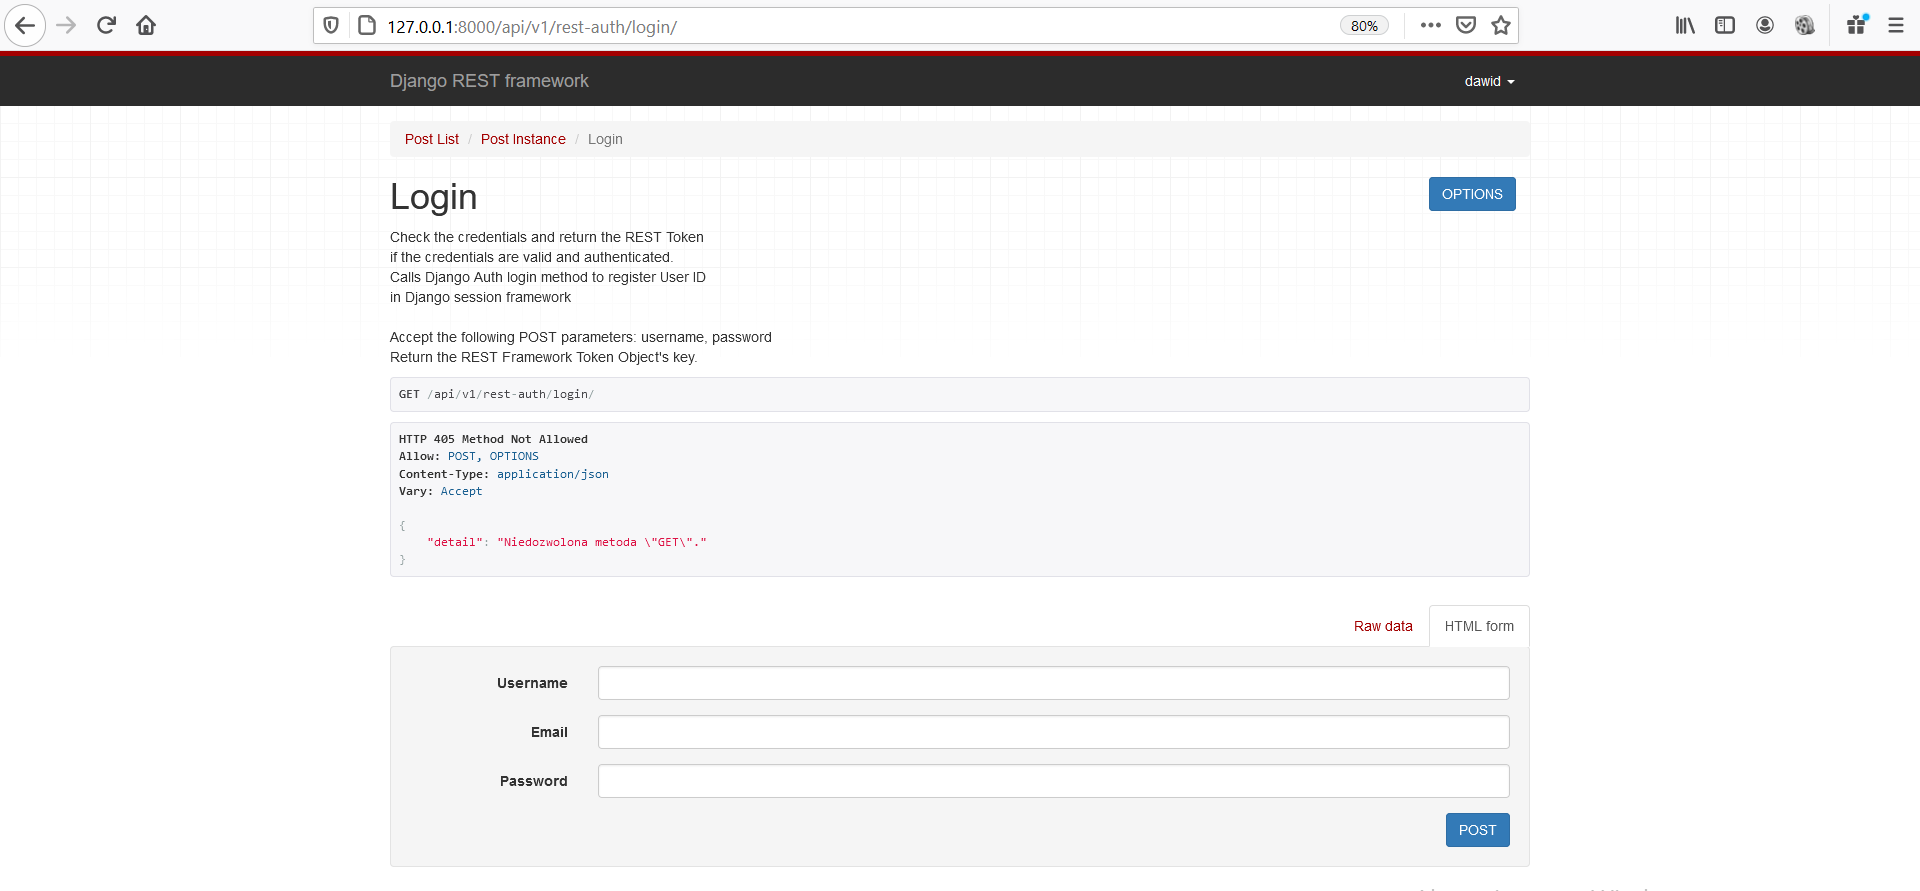 127.0.0.1:8000/api/v1/rest-auth/login/
80%
Django REST framework
dawid
Post List / Post Instance / Login
Login
OPTIONS
Check the credentials and return the REST Token
if the credentials are valid and authenticated.
Calls Django Auth login method to register User ID
in Django session framework
Accept the following POST parameters: username, password
Return the REST Framework Token Object's key.
GET /api/v1/rest-auth/login/
HTTP 405 Method Not Allowed
Allow: POST, OPTIONS
Content-Type: application/json
Vary: Accept
{
"detail": "Niedozwolona metoda \"GET\"."
}
Raw data
HTML form
Username
Email
Password
POST